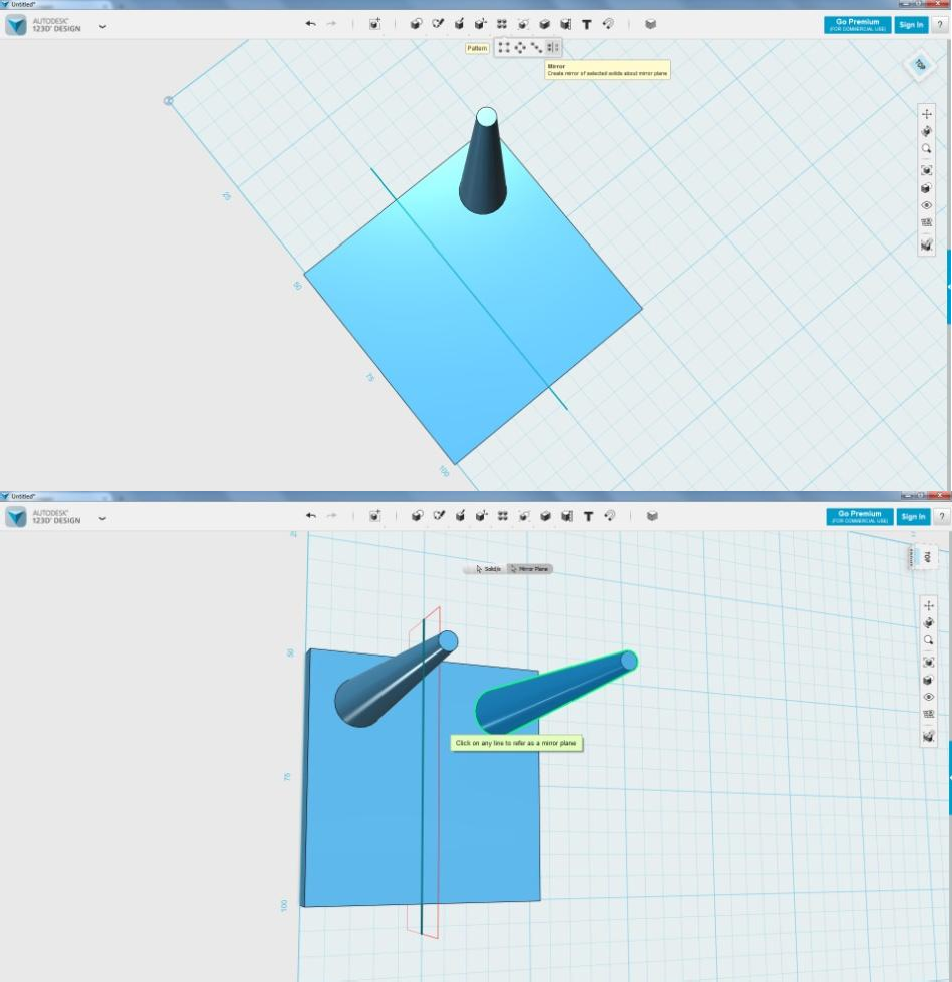 Untitled*
AUTODESK®
123D® DESIGN
Go Premium
(FOR COMMERCIAL USE)
Sign In
?
Pattern
Mirror
Create mirror of selected solids about mirror plane
TOP
25
50
75
100
Untitled*
AUTODESK®
123D® DESIGN
Go Premium
(FOR COMMERCIAL USE)
Sign In
?
TOP
Solid/s
Mirror Plane
50
Click on any line to refer as a mirror plane
75
100